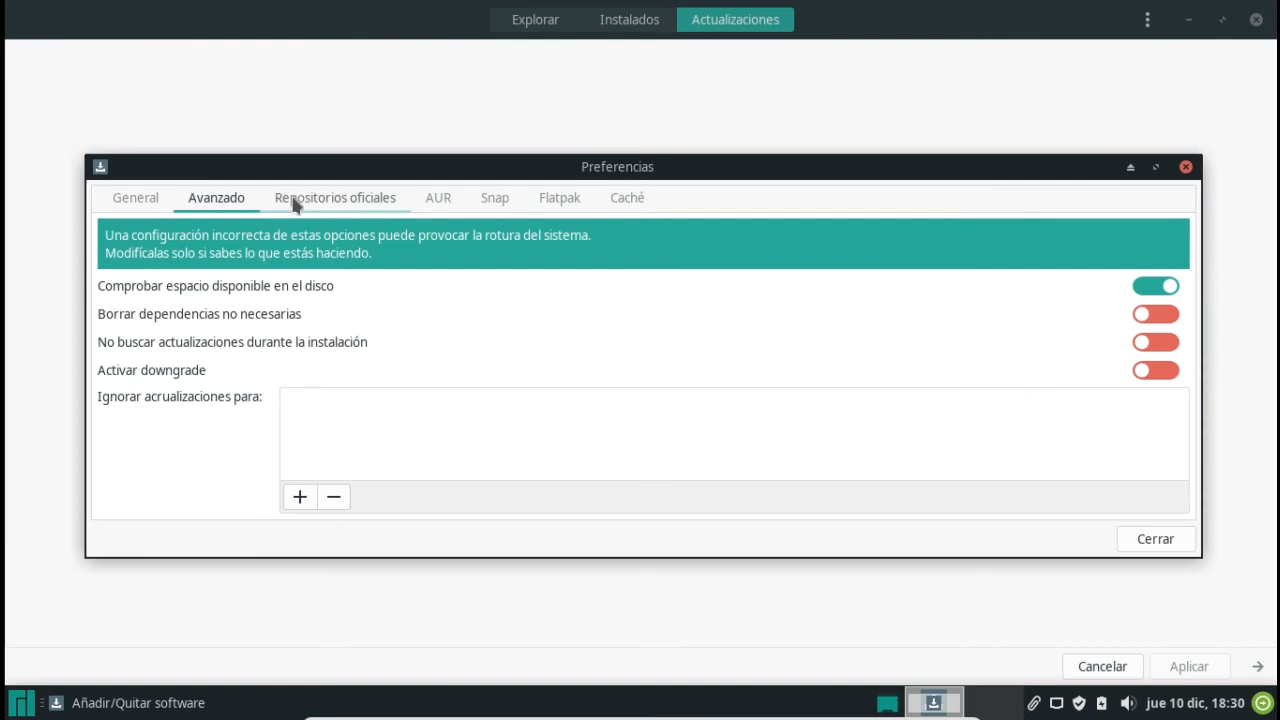 Explorar Instalados Actualizaciones
Preferencias
General Avanzado Repositorios oficiales AUR Snap Flatpak Caché
Una configuración incorrecta de estas opciones puede provocar la rotura del sistema.
Modifícalas solo si sabes lo que estás haciendo.
Comprobar espacio disponible en el disco
Borrar dependencias no necesarias
No buscar actualizaciones durante la instalación
Activar downgrade
Ignorar acrualizaciones para:
Cerrar
Cancelar Aplicar
Añadir/Quitar software jue 10 dic, 18:30